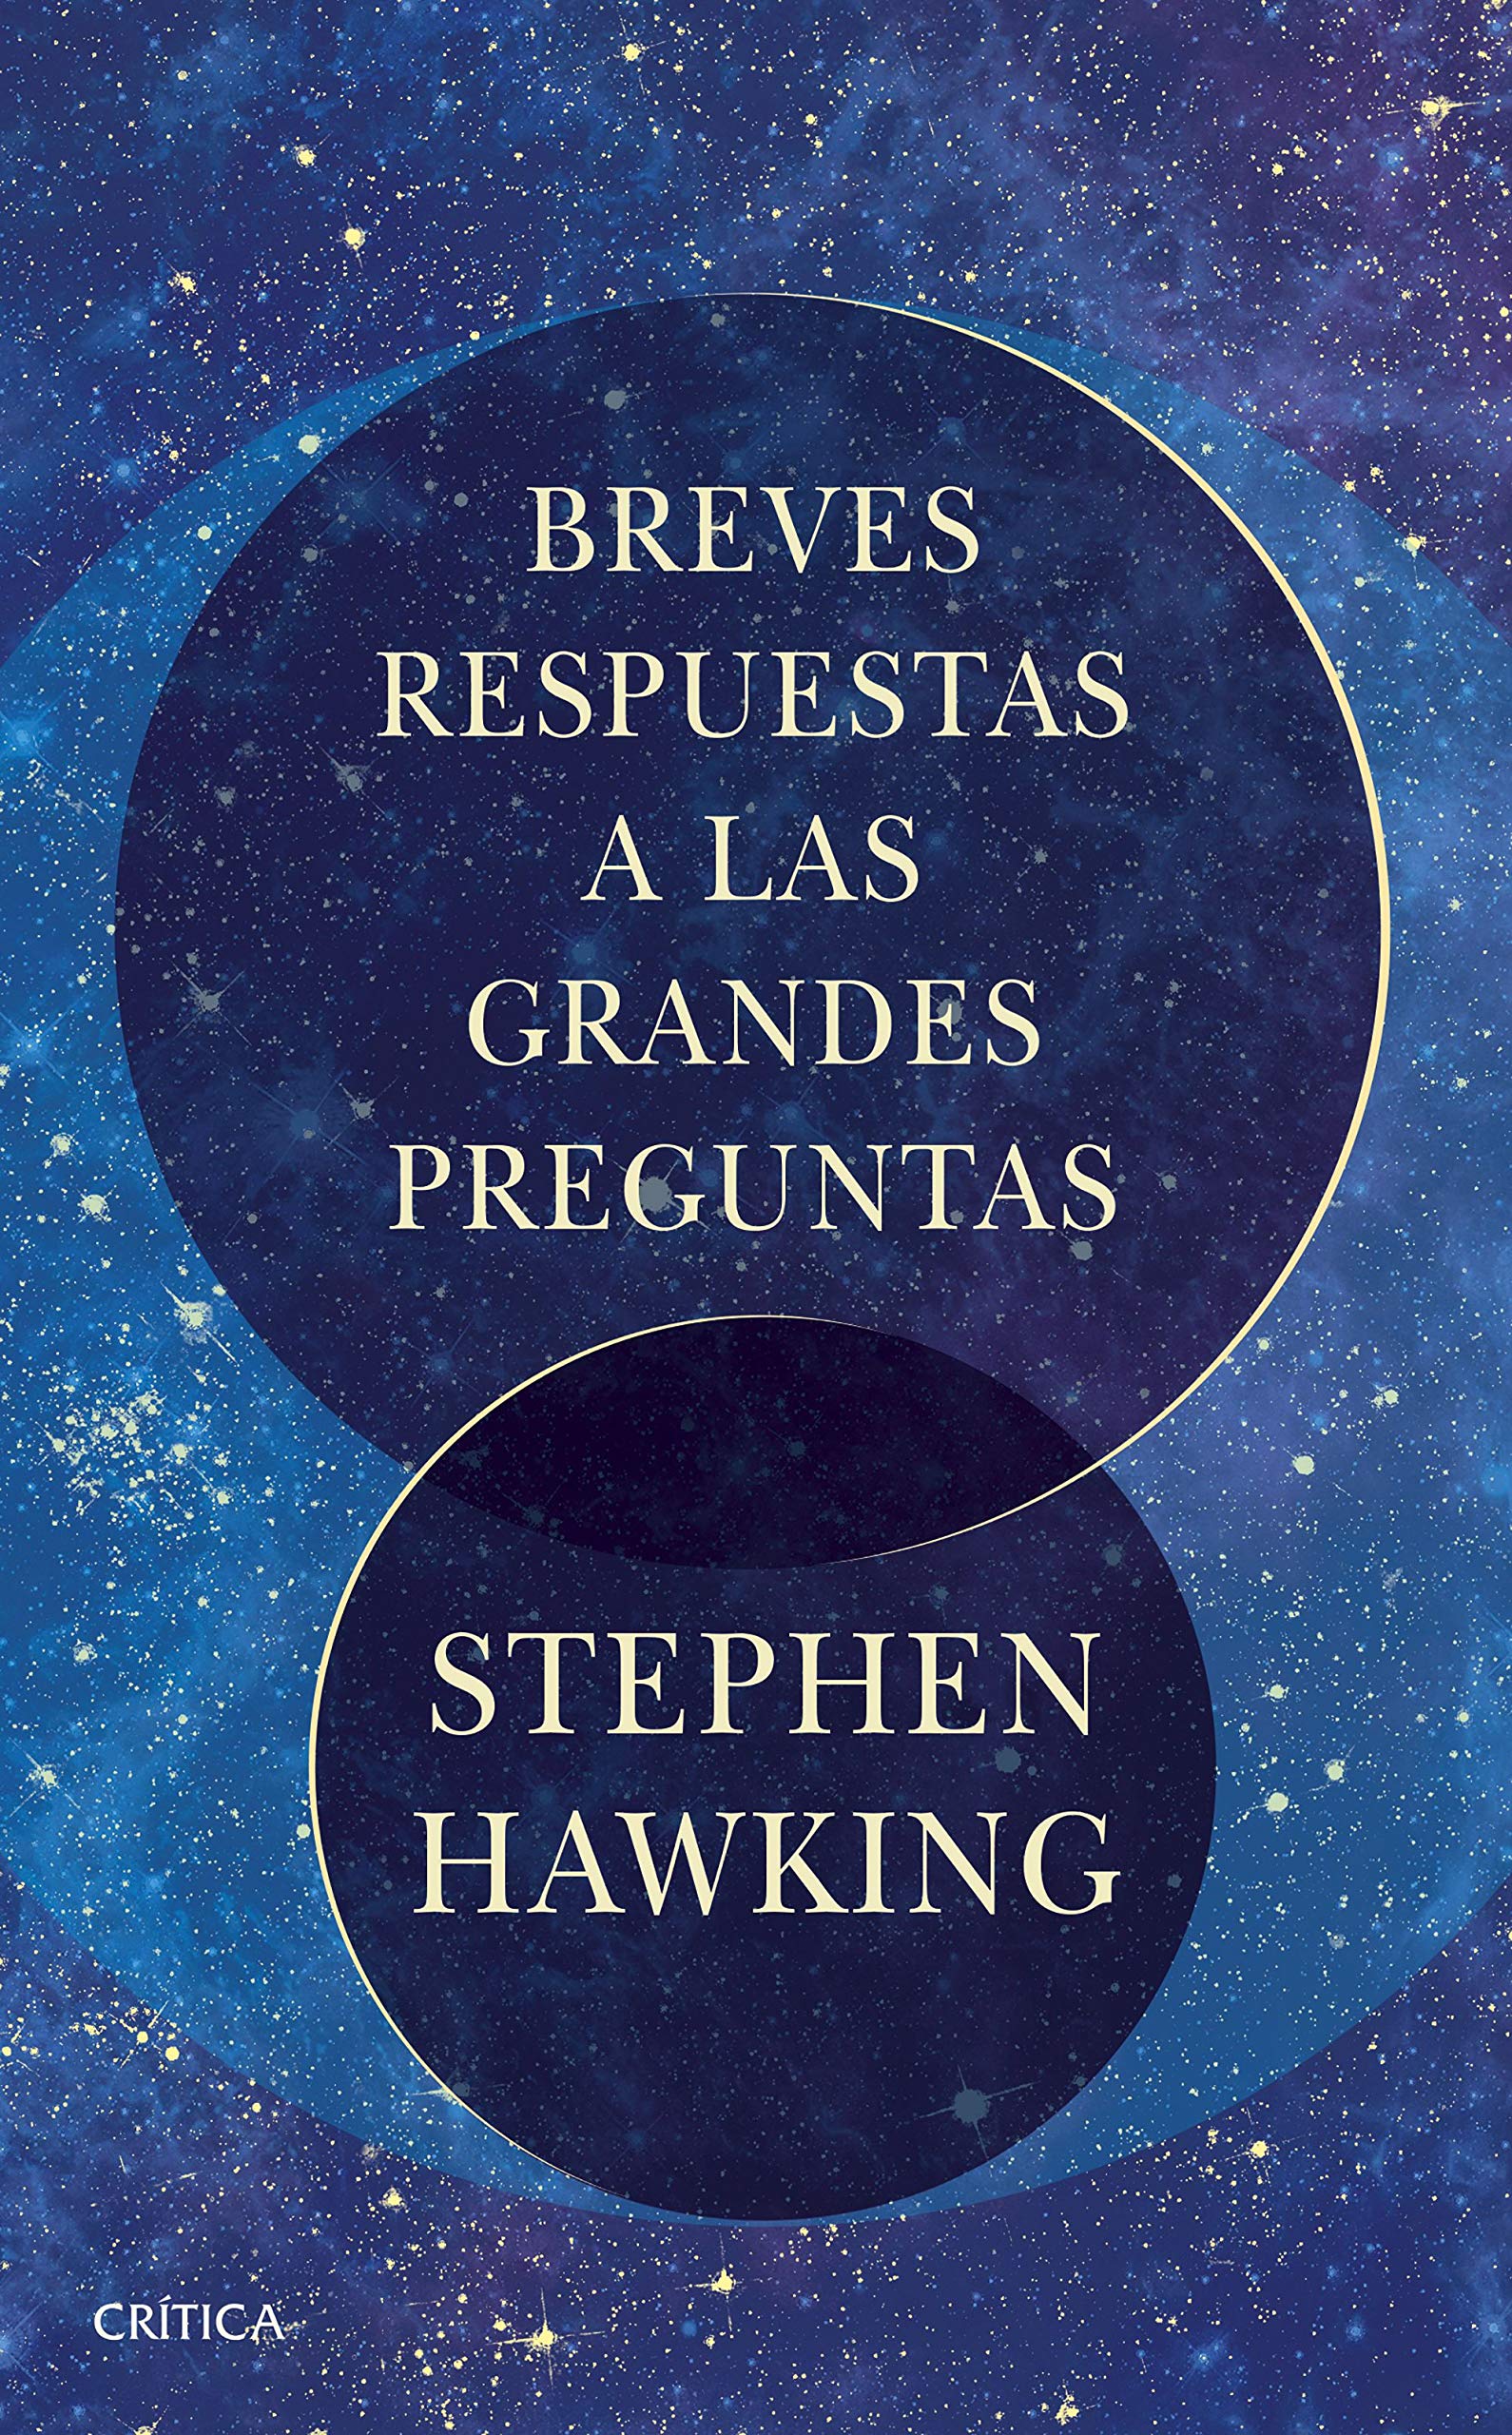 BREVES
RESPUESTAS
A LAS
GRANDES
PREGUNTAS
STEPHEN
HAWKING
CRÍTICA